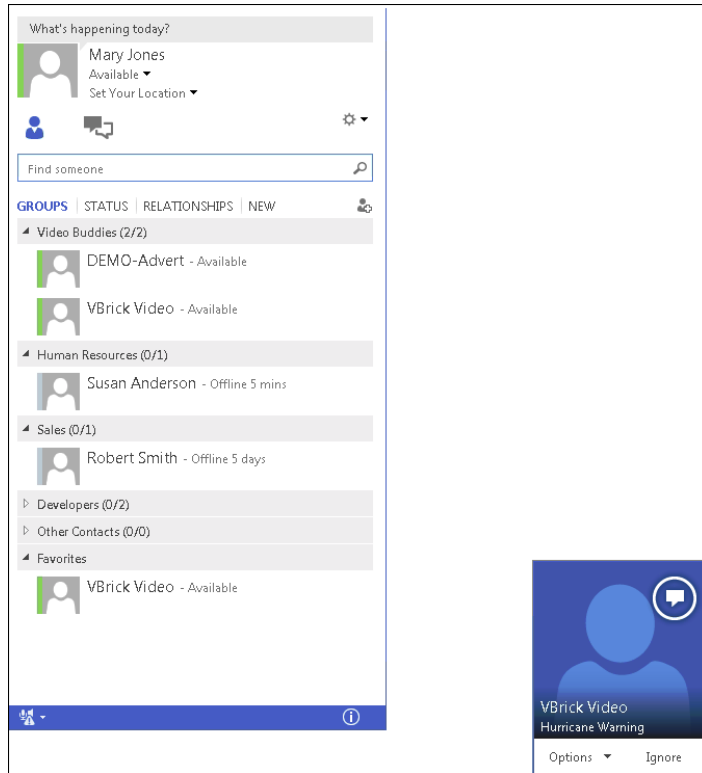 What's happening today?
Mary Jones
Available
Set Your Location
Find someone
GROUPS STATUS RELATIONSHIPS NEW
Video Buddies (2/2)
DEMO-Advert - Available
VBrick Video - Available
Human Resources (0/1)
Susan Anderson - Offline 5 mins
Sales (0/1)
Robert Smith - Offline 5 days
Developers (0/2)
Other Contacts (0/0)
Favorites
VBrick Video - Available
VBrick Video
Hurricane Warning
Options Ignore